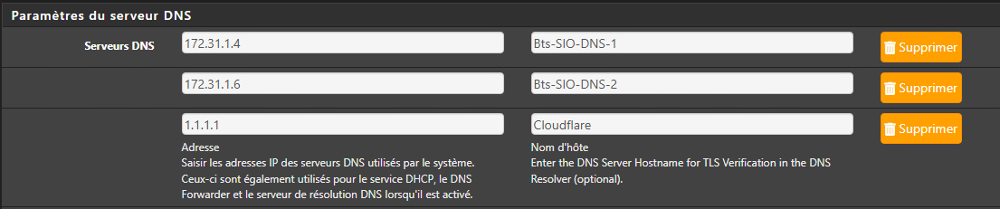 Paramètres du serveur DNS
Serveurs DNS 172.31.1.4 Bts-SIO-DNS-1 Supprimer
172.31.1.6 Bts-SIO-DNS-2 Supprimer
1.1.1.1 Cloudflare Supprimer
Adresse
Saisir les adresses IP des serveurs DNS utilisés par le système.
Ceux-ci sont également utilisés pour le service DHCP, le DNS
Forwarder et le serveur de résolution DNS lorsqu'il est activé.
Nom d'hôte
Enter the DNS Server Hostname for TLS Verification in the DNS
Resolver (optional).